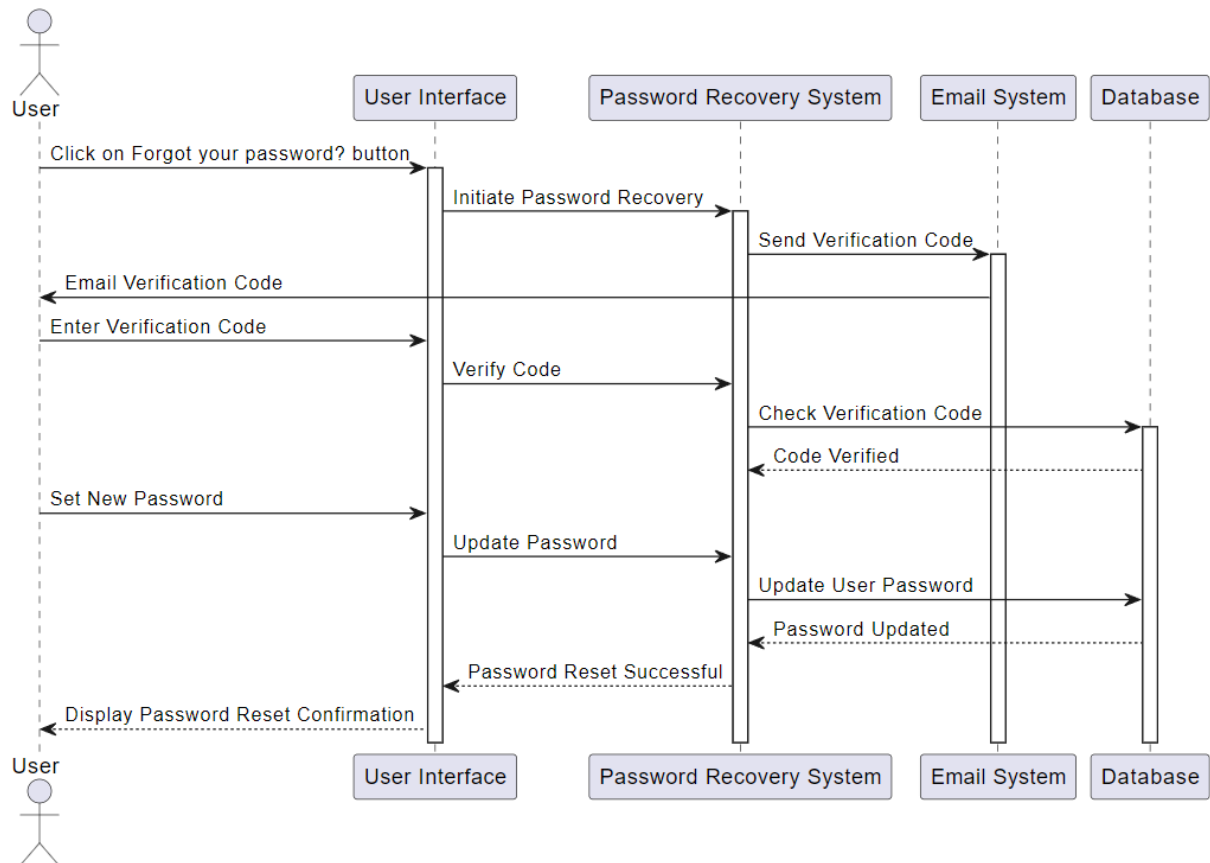 User
User Interface
Password Recovery System
Email System
Database
Click on Forgot your password? button
Initiate Password Recovery
Send Verification Code
Email Verification Code
Enter Verification Code
Verify Code
Check Verification Code
Code Verified
Set New Password
Update Password
Update User Password
Password Updated
Password Reset Successful
Display Password Reset Confirmation
User
User Interface
Password Recovery System
Email System
Database